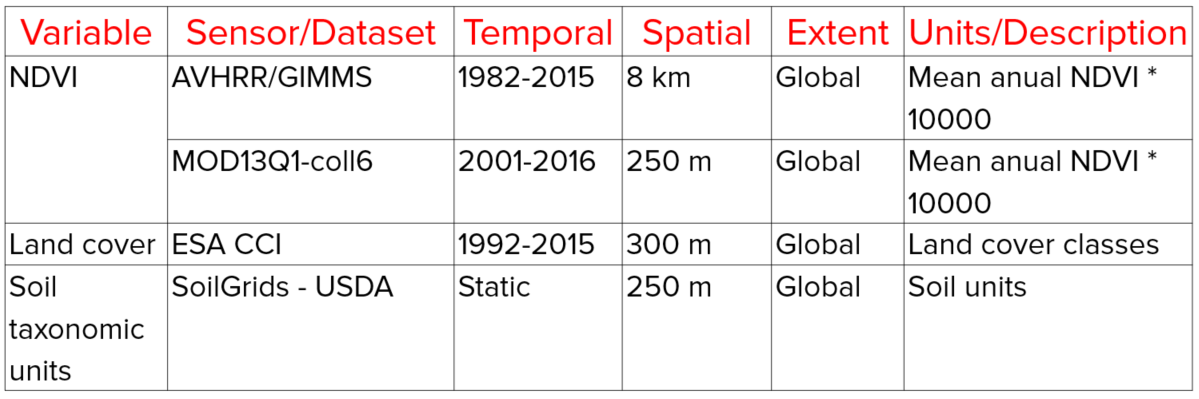 Variable Sensor/Dataset Temporal Spatial Extent Units/Description
NDVI AVHRR/GIMMS 1982-2015 8 km Global Mean anual NDVI *
10000
MOD13Q1-coll6 2001-2016 250 m Global Mean anual NDVI *
10000
Land cover ESA CCI 1992-2015 300 m Global Land cover classes
Soil SoilGrids - USDA Static 250 m Global Soil units
taxonomic
units